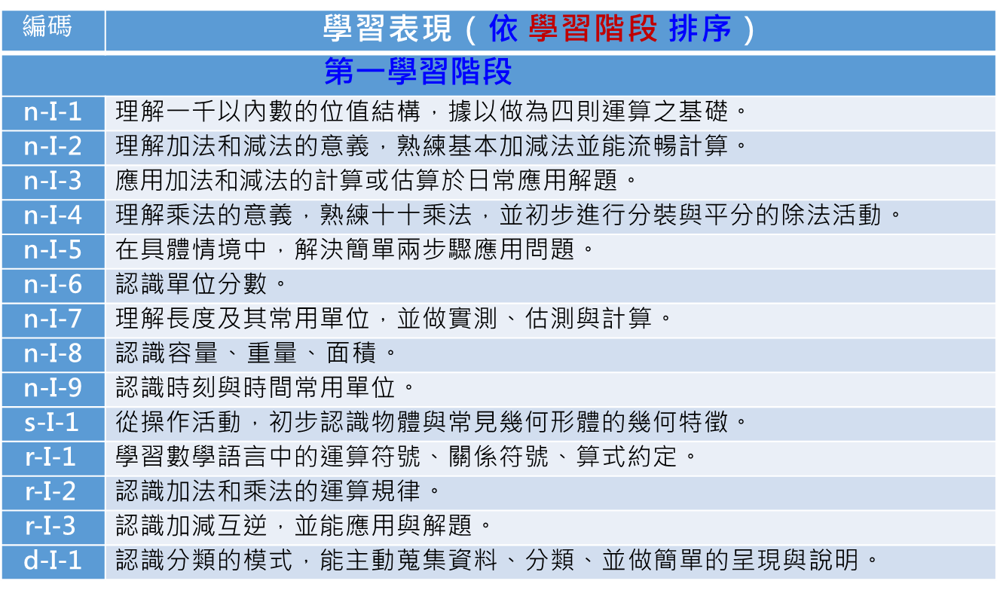 編碼 學習表現（依 學習階段 排序）
第一學習階段
n-I-1 理解一千以內數的位值結構，據以做為四則運算之基礎。
n-I-2 理解加法和減法的意義，熟練基本加減法並能流暢計算。
n-I-3 應用加法和減法的計算或估算於日常應用解題。
n-I-4 理解乘法的意義，熟練十十乘法，並初步進行分裝與平分的除法活動。
n-I-5 在具體情境中，解決簡單兩步驟應用問題。
n-I-6 認識單位分數。
n-I-7 理解長度及其常用單位，並做實測、估測與計算。
n-I-8 認識容量、重量、面積。
n-I-9 認識時刻與時間常用單位。
s-I-1 從操作活動，初步認識物體與常見幾何形體的幾何特徵。
r-I-1 學習數學語言中的運算符號、關係符號、算式約定。
r-I-2 認識加法和乘法的運算規律。
r-I-3 認識加減互逆，並能應用與解題。
d-I-1 認識分類的模式，能主動蒐集資料、分類、並做簡單的呈現與說明。